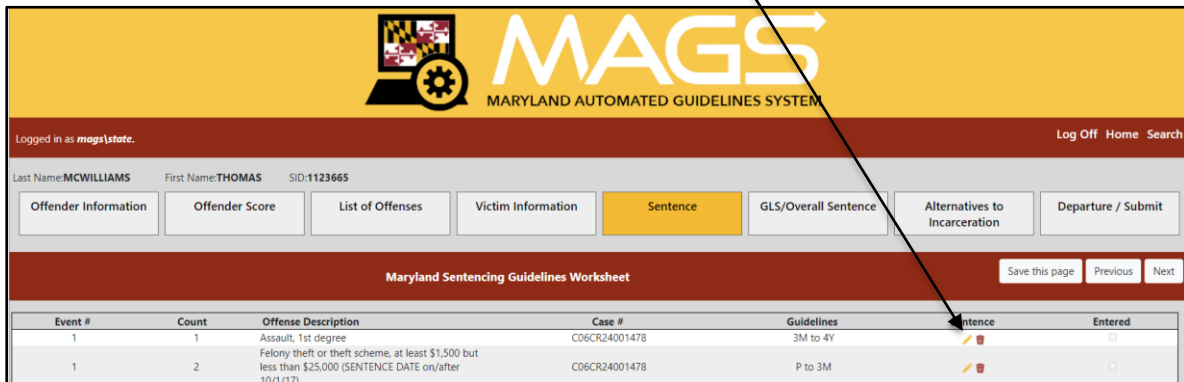 MAGS
MARYLAND AUTOMATED GUIDELINES SYSTEM
Logged in as mags\state.
Log Off Home Search
Last Name:MCWILLIAMS First Name:THOMAS SID:1123665
Offender Information Offender Score List of Offenses Victim Information Sentence GLS/Overall Sentence Alternatives to Departure / Submit
Incarceration
Maryland Sentencing Guidelines Worksheet Save this page Previous Next
Event # Count Offense Description Case # Guidelines Sentence Entered
1 1 Assault, 1st degree C06CR24001478 3M to 4Y
Felony theft or theft scheme, at least $1,500 but
1 2 less than $25,000 (SENTENCE DATE on/after C06CR24001478 P to 3M
10/1/17)